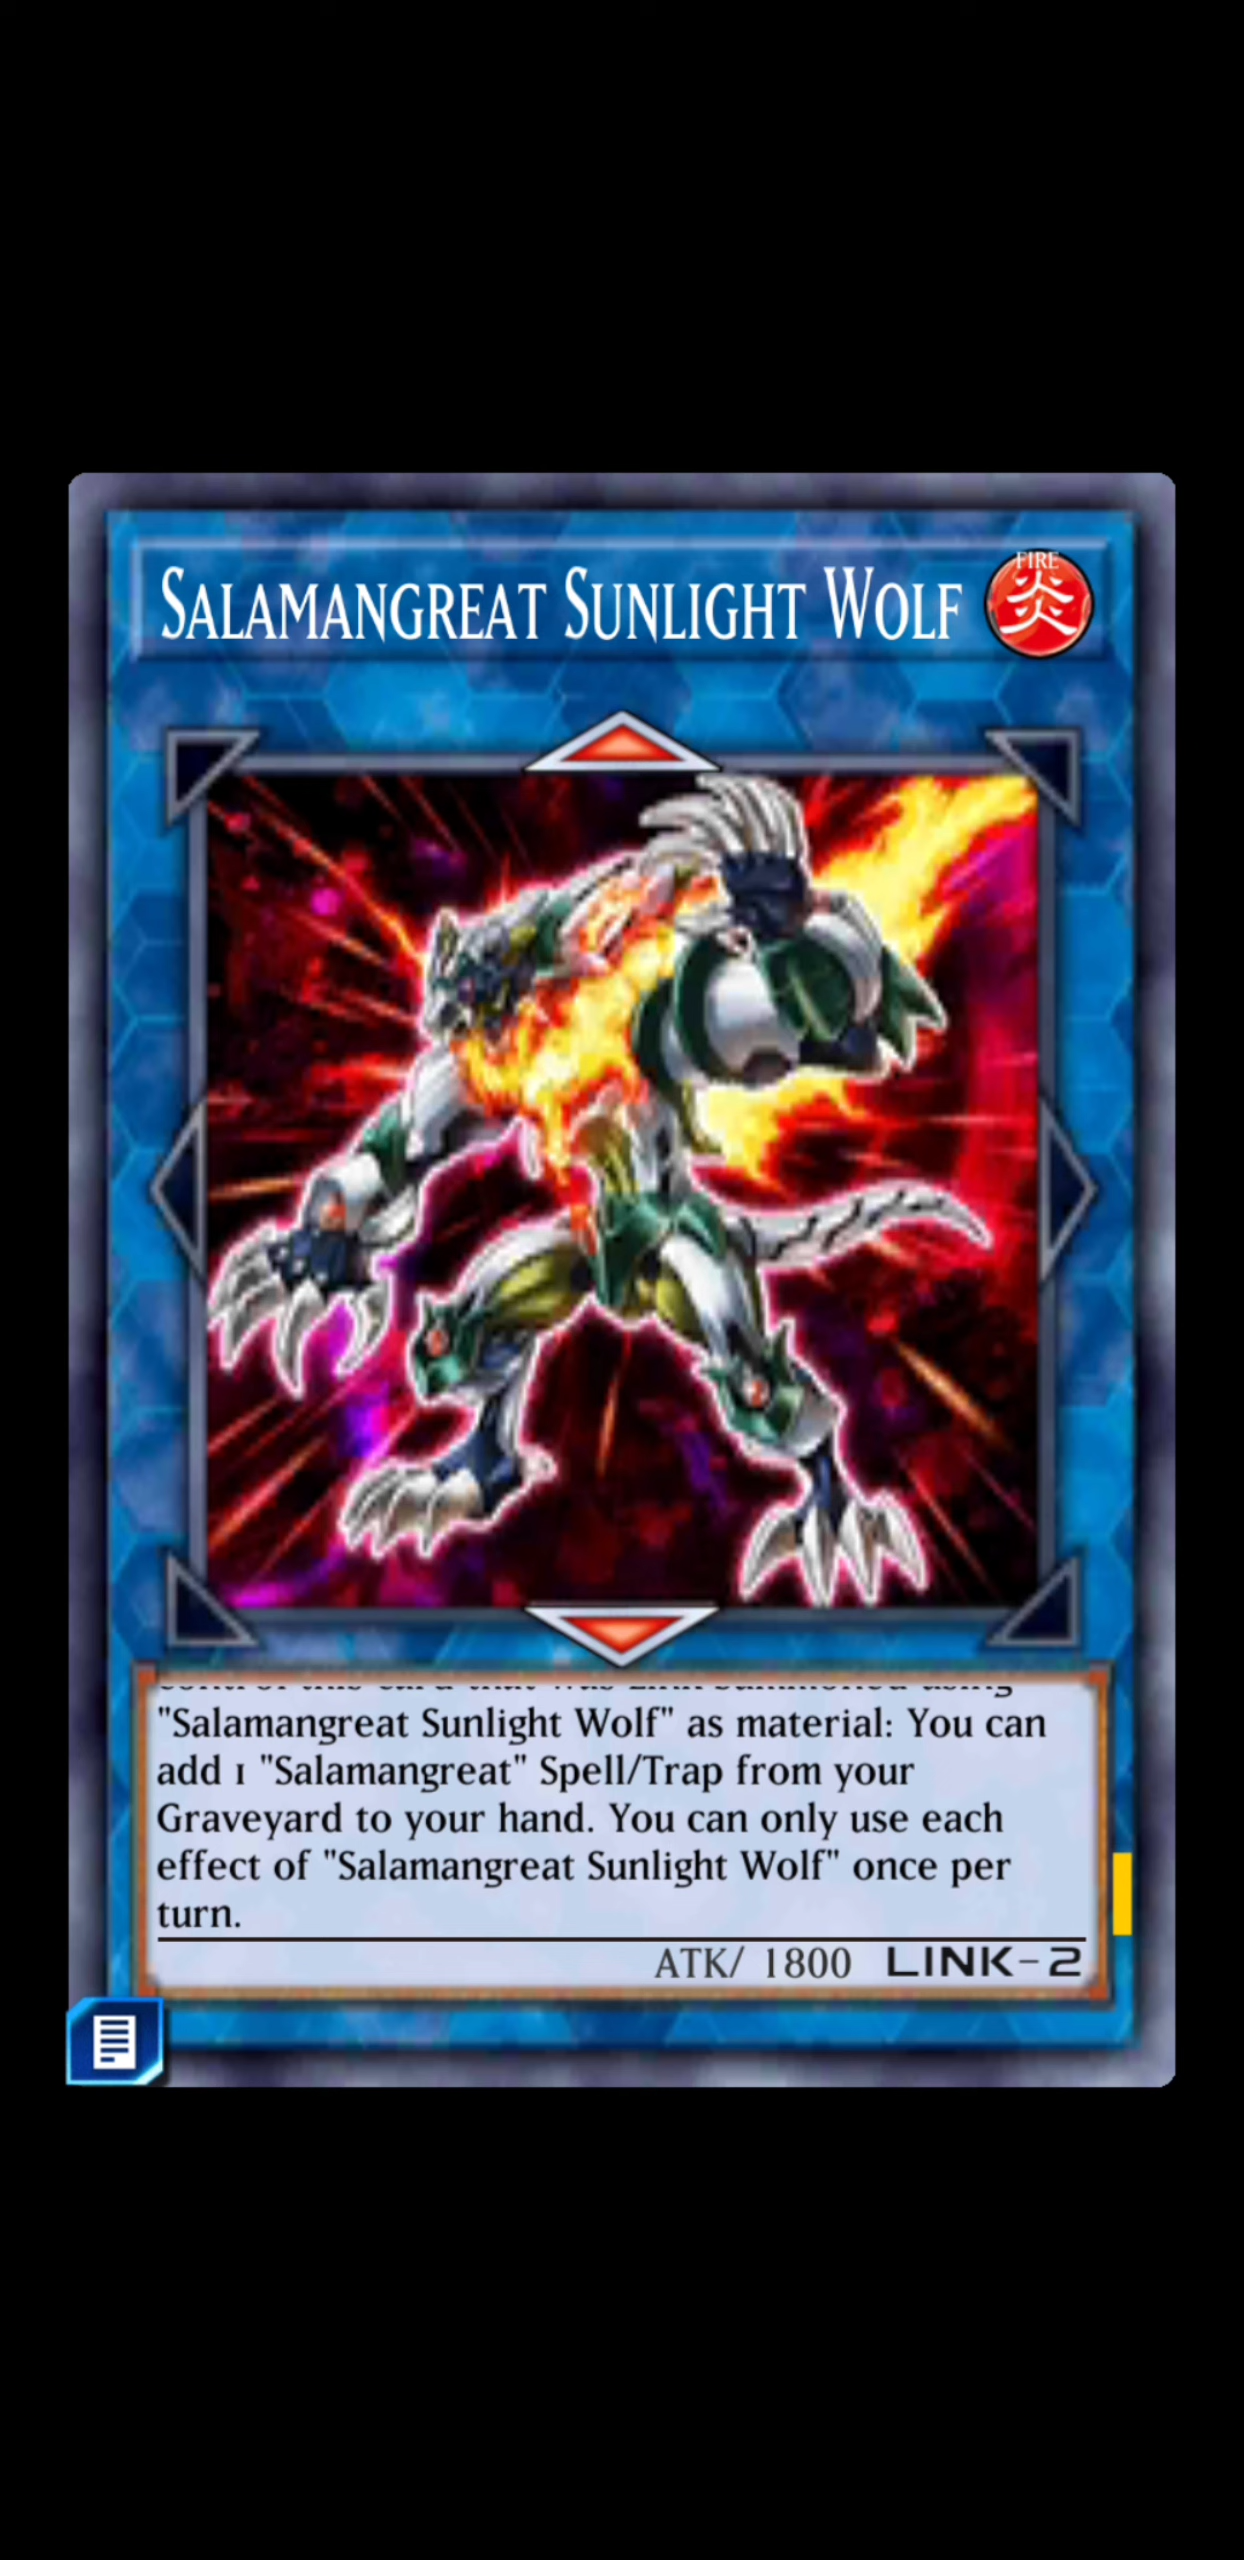 Salamangreat Sunlight Wolf
FIRE
炎
"Salamangreat Sunlight Wolf" as material: You can
add 1 "Salamangreat" Spell/Trap from your
Graveyard to your hand. You can only use each
effect of "Salamangreat Sunlight Wolf" once per
turn.
ATK/ 1800 LINK-2